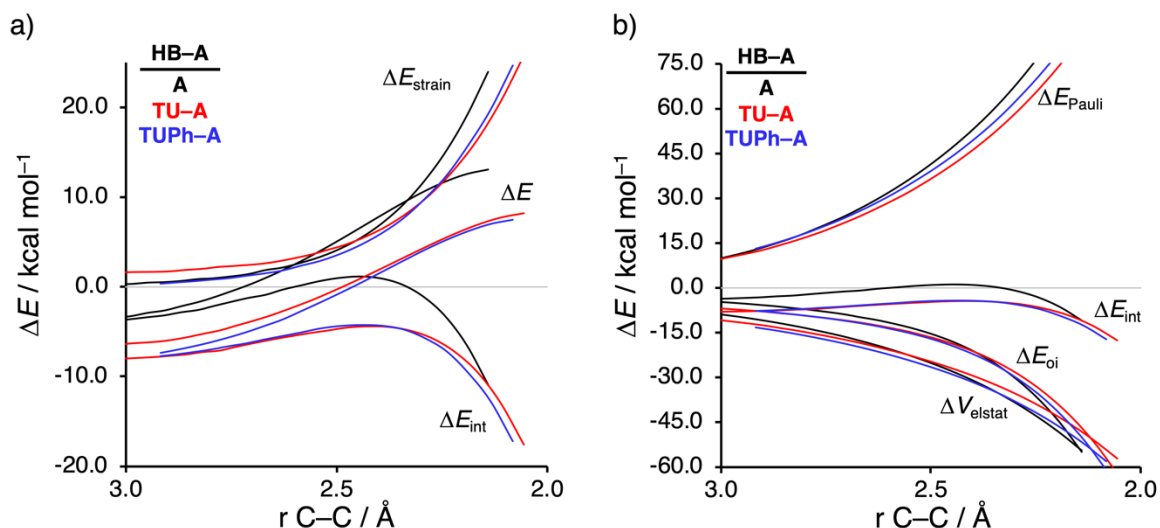 a)
HB–A
A
TU–A
TUPh–A
ΔE / kcal mol⁻¹
20.0
10.0
0.0
-10.0
-20.0
ΔEstrain
ΔE
ΔEint
3.0
2.5
2.0
r C–C / Å
b)
HB–A
A
TU–A
TUPh–A
ΔE / kcal mol⁻¹
75.0
60.0
45.0
30.0
15.0
0.0
-15.0
-30.0
-45.0
-60.0
ΔEPauli
ΔEint
ΔEoi
ΔVelstat
3.0
2.5
2.0
r C–C / Å